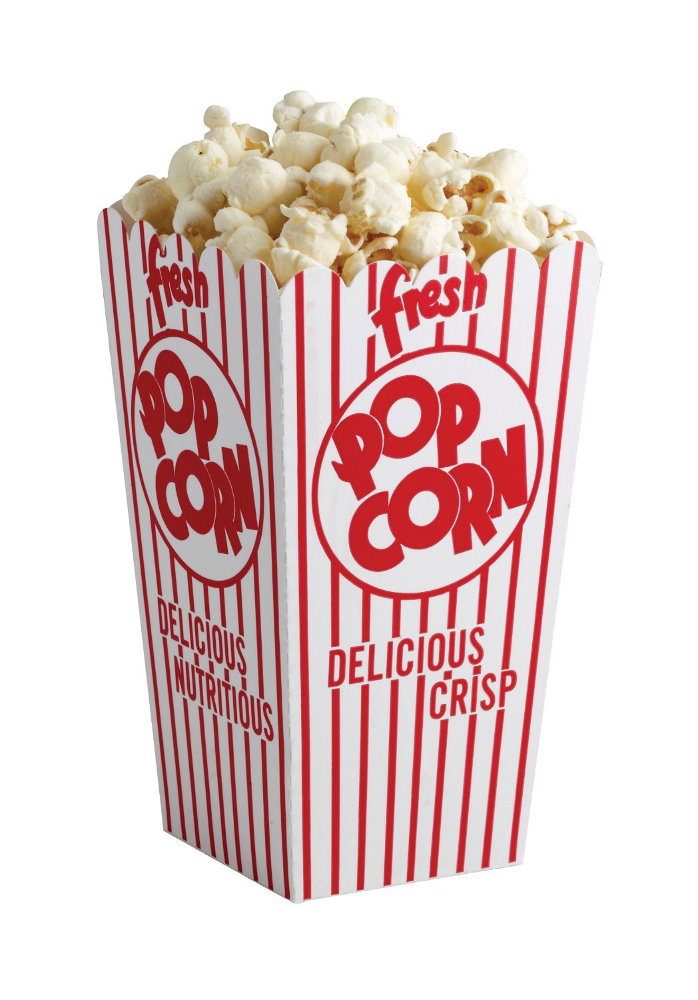 fresh
POP
CORN
DELICIOUS
NUTRITIOUS
fresh
POP
CORN
DELICIOUS
CRISP